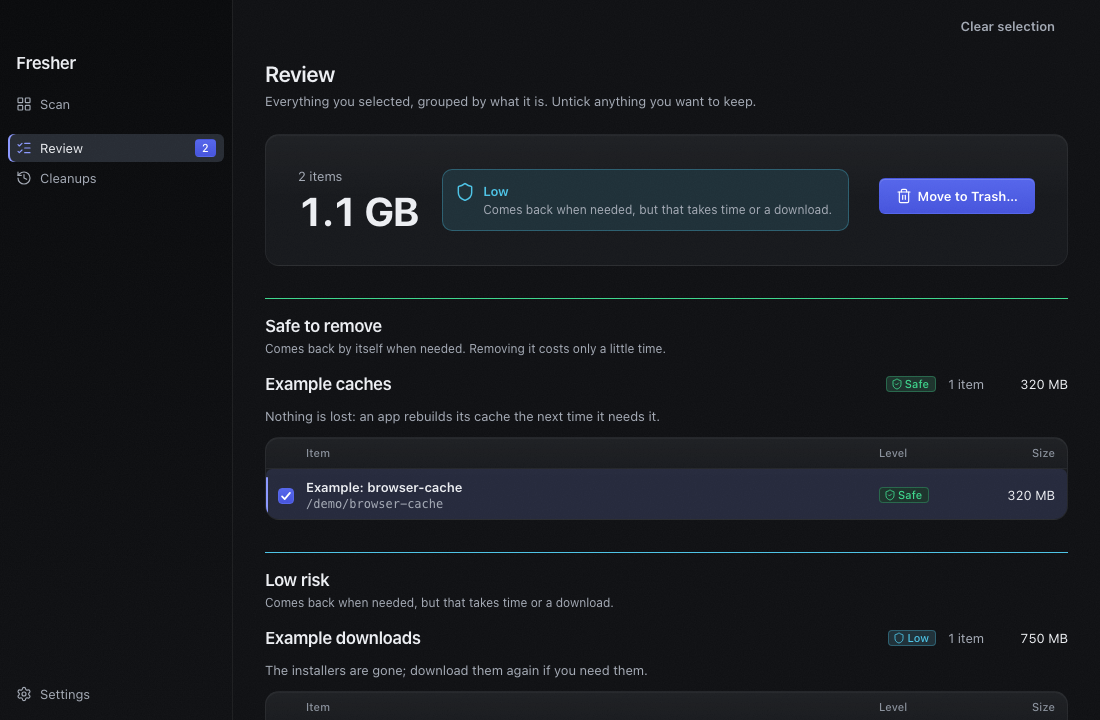 Clear selection
Fresher
Scan
Review 2
Cleanups
Settings
Review
Everything you selected, grouped by what it is. Untick anything you want to keep.
2 items
1.1 GB
Low
Comes back when needed, but that takes time or a download.
Move to Trash...
Safe to remove
Comes back by itself when needed. Removing it costs only a little time.
Example caches Safe 1 item 320 MB
Nothing is lost: an app rebuilds its cache the next time it needs it.
Item Level Size
Example: browser-cache
/demo/browser-cache
Safe 320 MB
Low risk
Comes back when needed, but that takes time or a download.
Example downloads Low 1 item 750 MB
The installers are gone; download them again if you need them.
Item Level Size